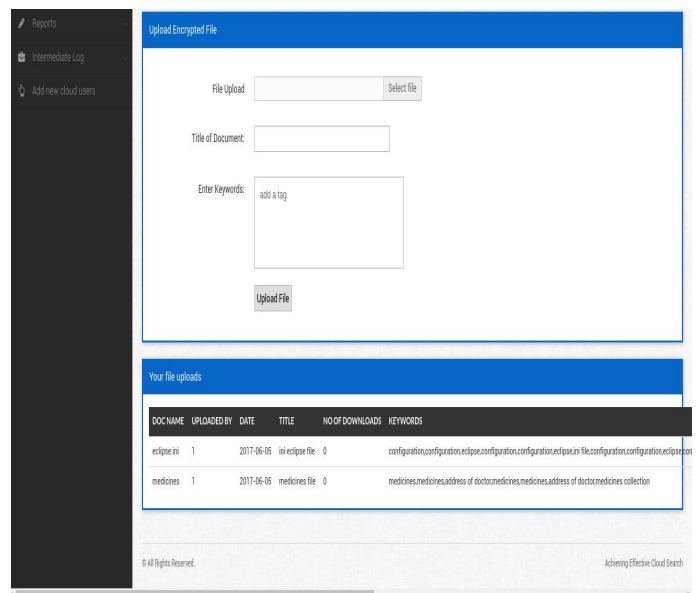 Reports
Intermediate Log
Add new cloud users
Upload Encrypted File
File Upload
Select file
Title of Document:
Enter Keywords:
add a tag
Upload File
Your file uploads
DOC NAME UPLOADED BY DATE TITLE NO OF DOWNLOADS KEYWORDS
eclipse.ini 1 2017-06-05 ini eclipse file 0 configuration,configuration,eclipse,configuration,configuration,eclipse,ini file,configuration,configuration,eclipse,con
medicines 1 2017-06-05 medicines file 0 medicines,medicines,address of doctor,medicines,medicines,address of doctor,medicines collection
© All Rights Reserved.
Achieving Effective Cloud Search